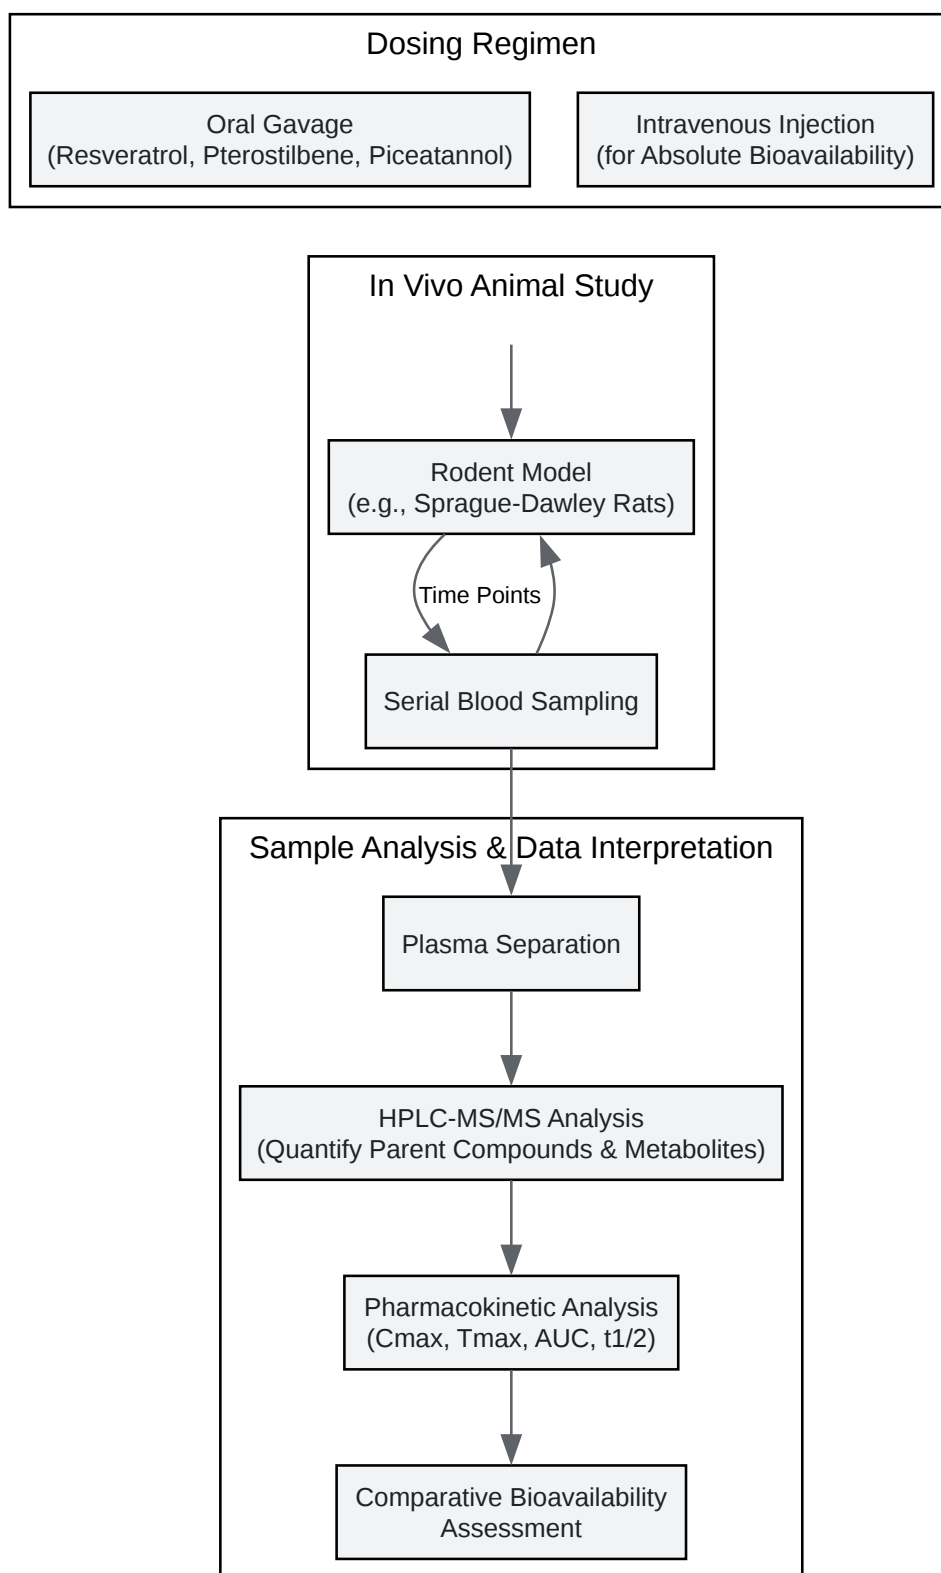 Dosing Regimen
Oral Gavage
(Resveratrol, Pterostilbene, Piceatannol)
Intravenous Injection
(for Absolute Bioavailability)
In Vivo Animal Study
Rodent Model
(e.g., Sprague-Dawley Rats)
Time Points
Serial Blood Sampling
Sample Analysis & Data Interpretation
Plasma Separation
HPLC-MS/MS Analysis
(Quantify Parent Compounds & Metabolites)
Pharmacokinetic Analysis
(Cmax, Tmax, AUC, t1/2)
Comparative Bioavailability
Assessment